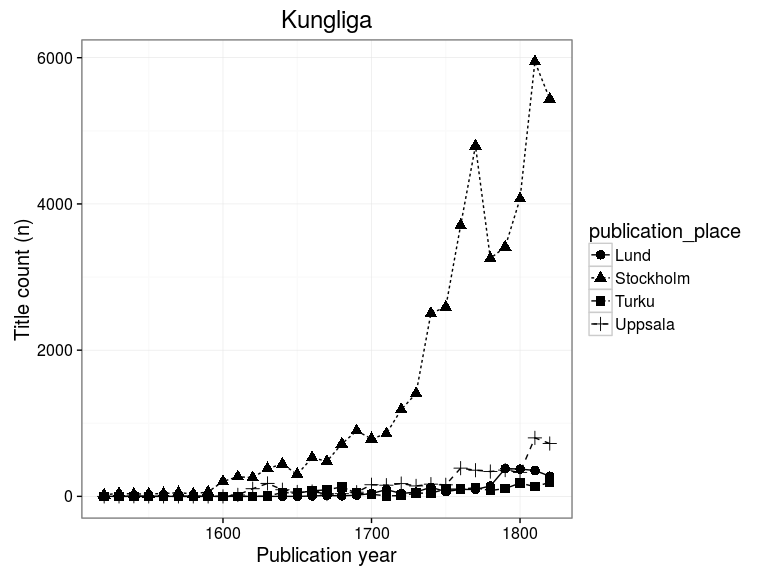 Kungliga
6000
4000
2000
0
Title count (n)
1600
1700
1800
Publication year
publication_place
Lund
Stockholm
Turku
Uppsala